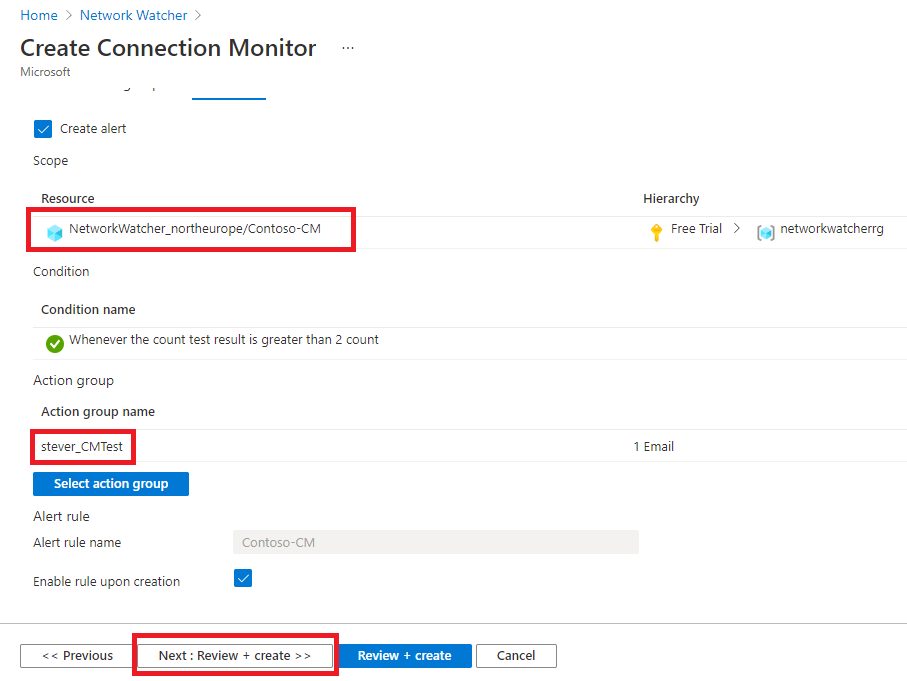 Home > Network Watcher >
Create Connection Monitor ...
Microsoft
Create alert
Scope
Resource Hierarchy
NetworkWatcher_northeurope/Contoso-CM Free Trial > networkwatcherrg
Condition
Condition name
Whenever the count test result is greater than 2 count
Action group
Action group name
stever_CMTest 1 Email
Select action group
Alert rule
Alert rule name Contoso-CM
Enable rule upon creation
<< Previous Next : Review + create >> Review + create Cancel